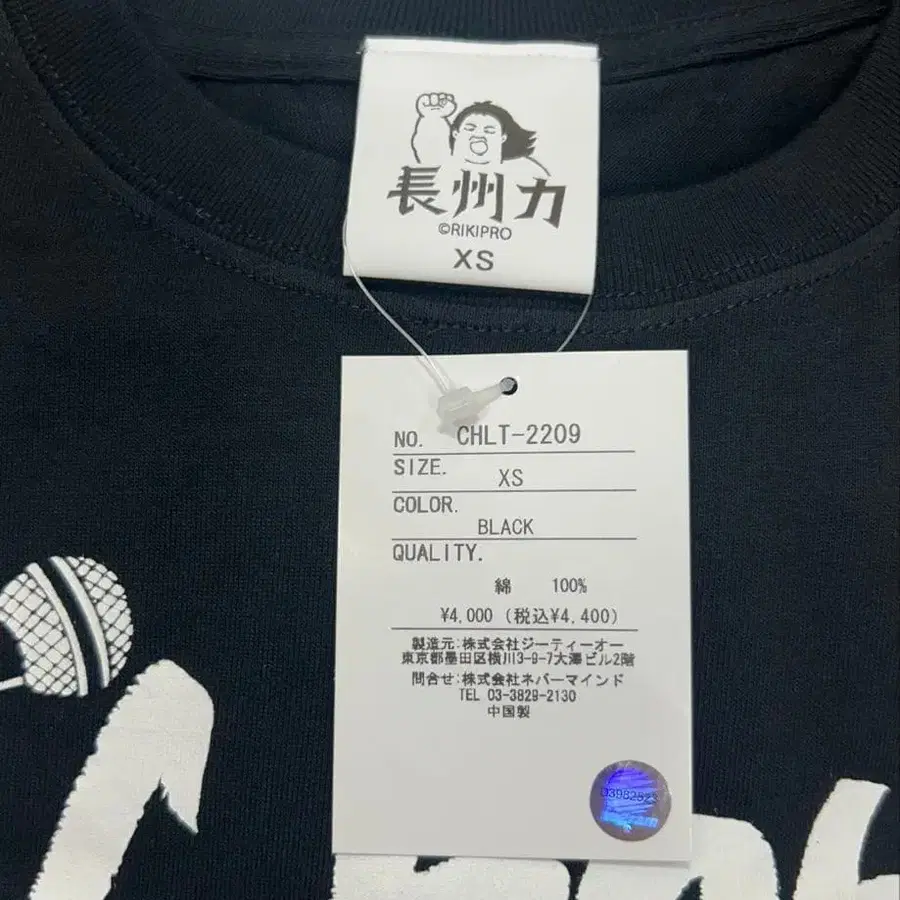 長州力
©RIKIPRO
XS
NO. CHLT-2209
SIZE. XS
COLOR. BLACK
QUALITY.
綿 100%
¥4,000 (税込¥4,400)
製造元:株式会社ジーティーオー
東京都墨田区横川3-9-7大澤ビル2階
問合せ:株式会社ネバーマインド
TEL 03-3829-2130
中国製